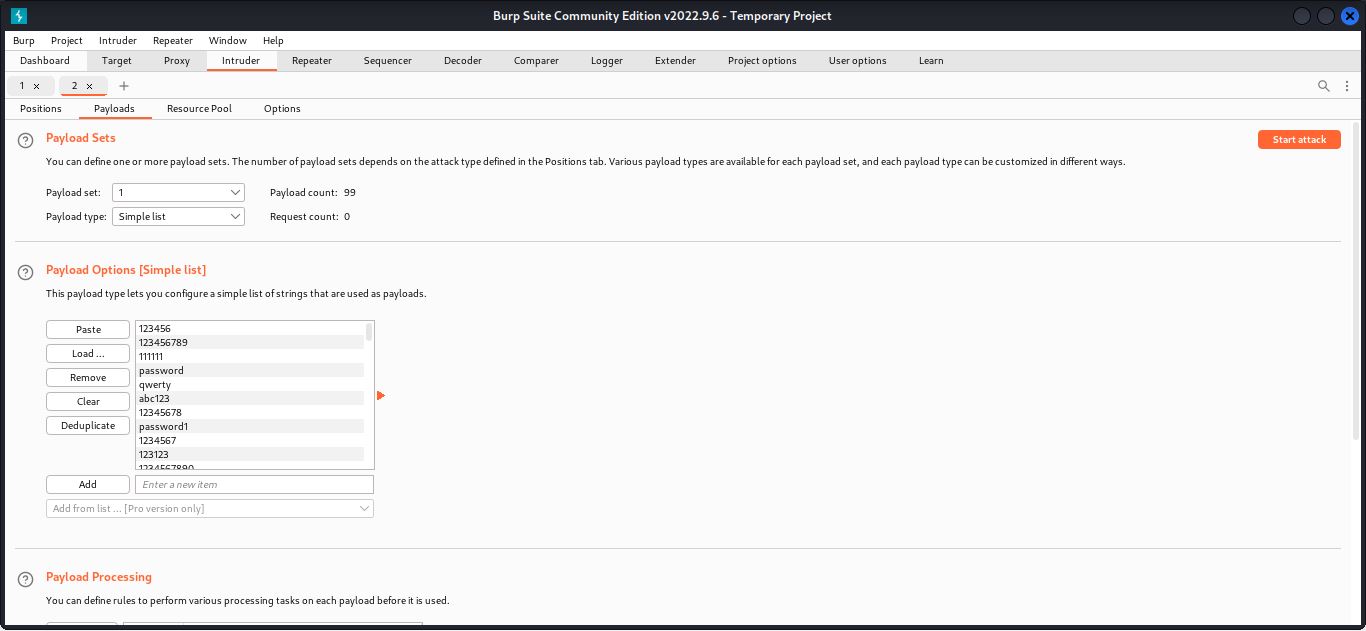 Burp Suite Community Edition v2022.9.6 - Temporary Project
Burp Project Intruder Repeater Window Help
Dashboard Target Proxy Intruder Repeater Sequencer Decoder Comparer Logger Extender Project options User options Learn
1 × 2 × +
Positions Payloads Resource Pool Options
? Payload Sets Start attack
You can define one or more payload sets. The number of payload sets depends on the attack type defined in the Positions tab. Various payload types are available for each payload set, and each payload type can be customized in different ways.
Payload set: 1 Payload count: 99
Payload type: Simple list Request count: 0
? Payload Options [Simple list]
This payload type lets you configure a simple list of strings that are used as payloads.
Paste 123456
123456789
Load ... 111111
password
Remove qwerty
Clear abc123
12345678
Deduplicate password1
1234567
123123
1234567890
Add Enter a new item
Add from list ... [Pro version only]
? Payload Processing
You can define rules to perform various processing tasks on each payload before it is used.